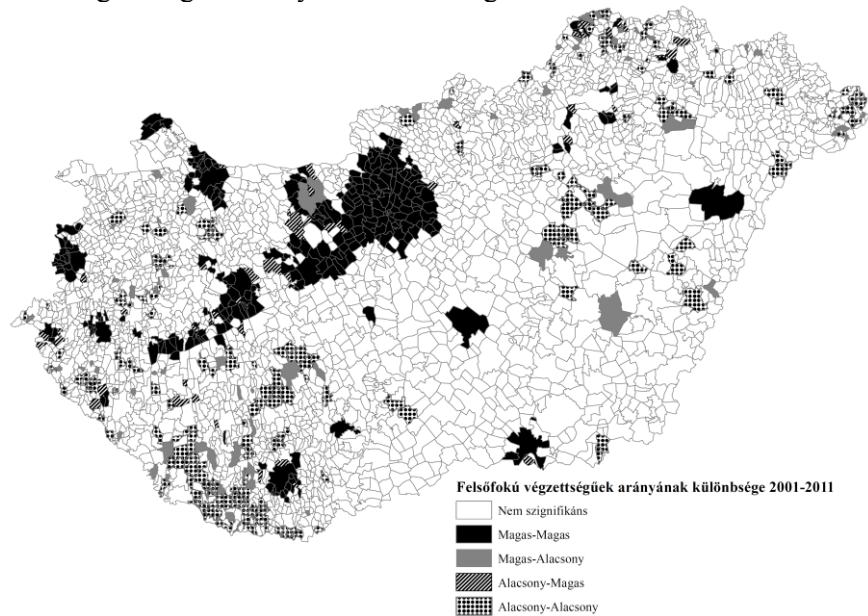 Felsőfokú végzettségűek arányának különbsége 2001-2011
Nem szignifikáns
Magas-Magas
Magas-Alacsony
Alacsony-Magas
Alacsony-Alacsony